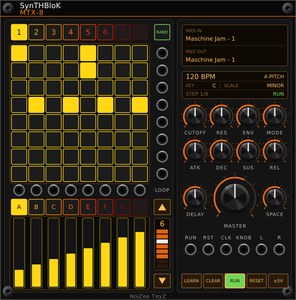 SynTHBloK
MTX-8
1 2 3 4 5 6 7
RAND
MIDI IN
Maschine Jam - 1
MIDI OUT
Maschine Jam - 1
120 BPM A PITCH
KEY C SCALE MINOR
STEP 1/8 RUN
CUTOFF RES ENV MODE
ATK DEC SUS REL
LOOP
A B C D E F
6
DELAY SPACE
MASTER
RUN RST CLK KNOB L R
LEARN CLEAR RUN RESET ±5V
NoiZee ToyZ